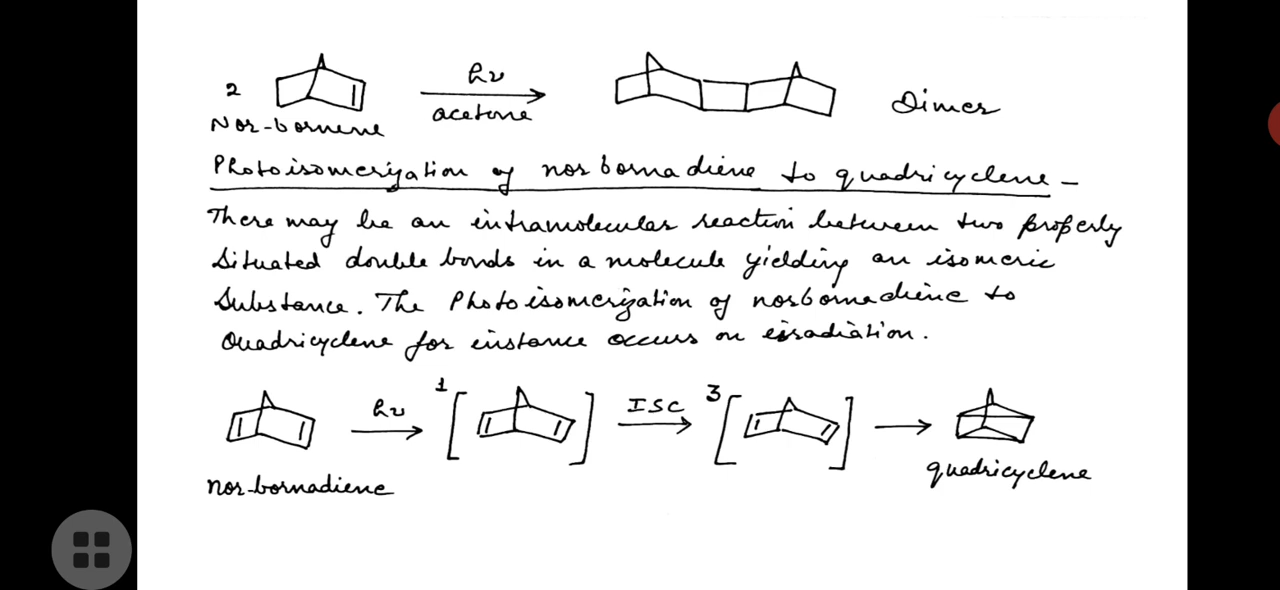 2 hν
acetone Dimer
Nor-bornene
Photoisomerization of norbornadiene to quadricyclene -
There may be an intramolecular reaction between two properly
situated double bonds in a molecule yielding an isomeric
substance. The Photoisomerization of norbornadiene to
Quadricyclene for instance occurs on irradiation.
hν 1[ ] ISC 3[ ]
nor-bornadiene quadricyclene